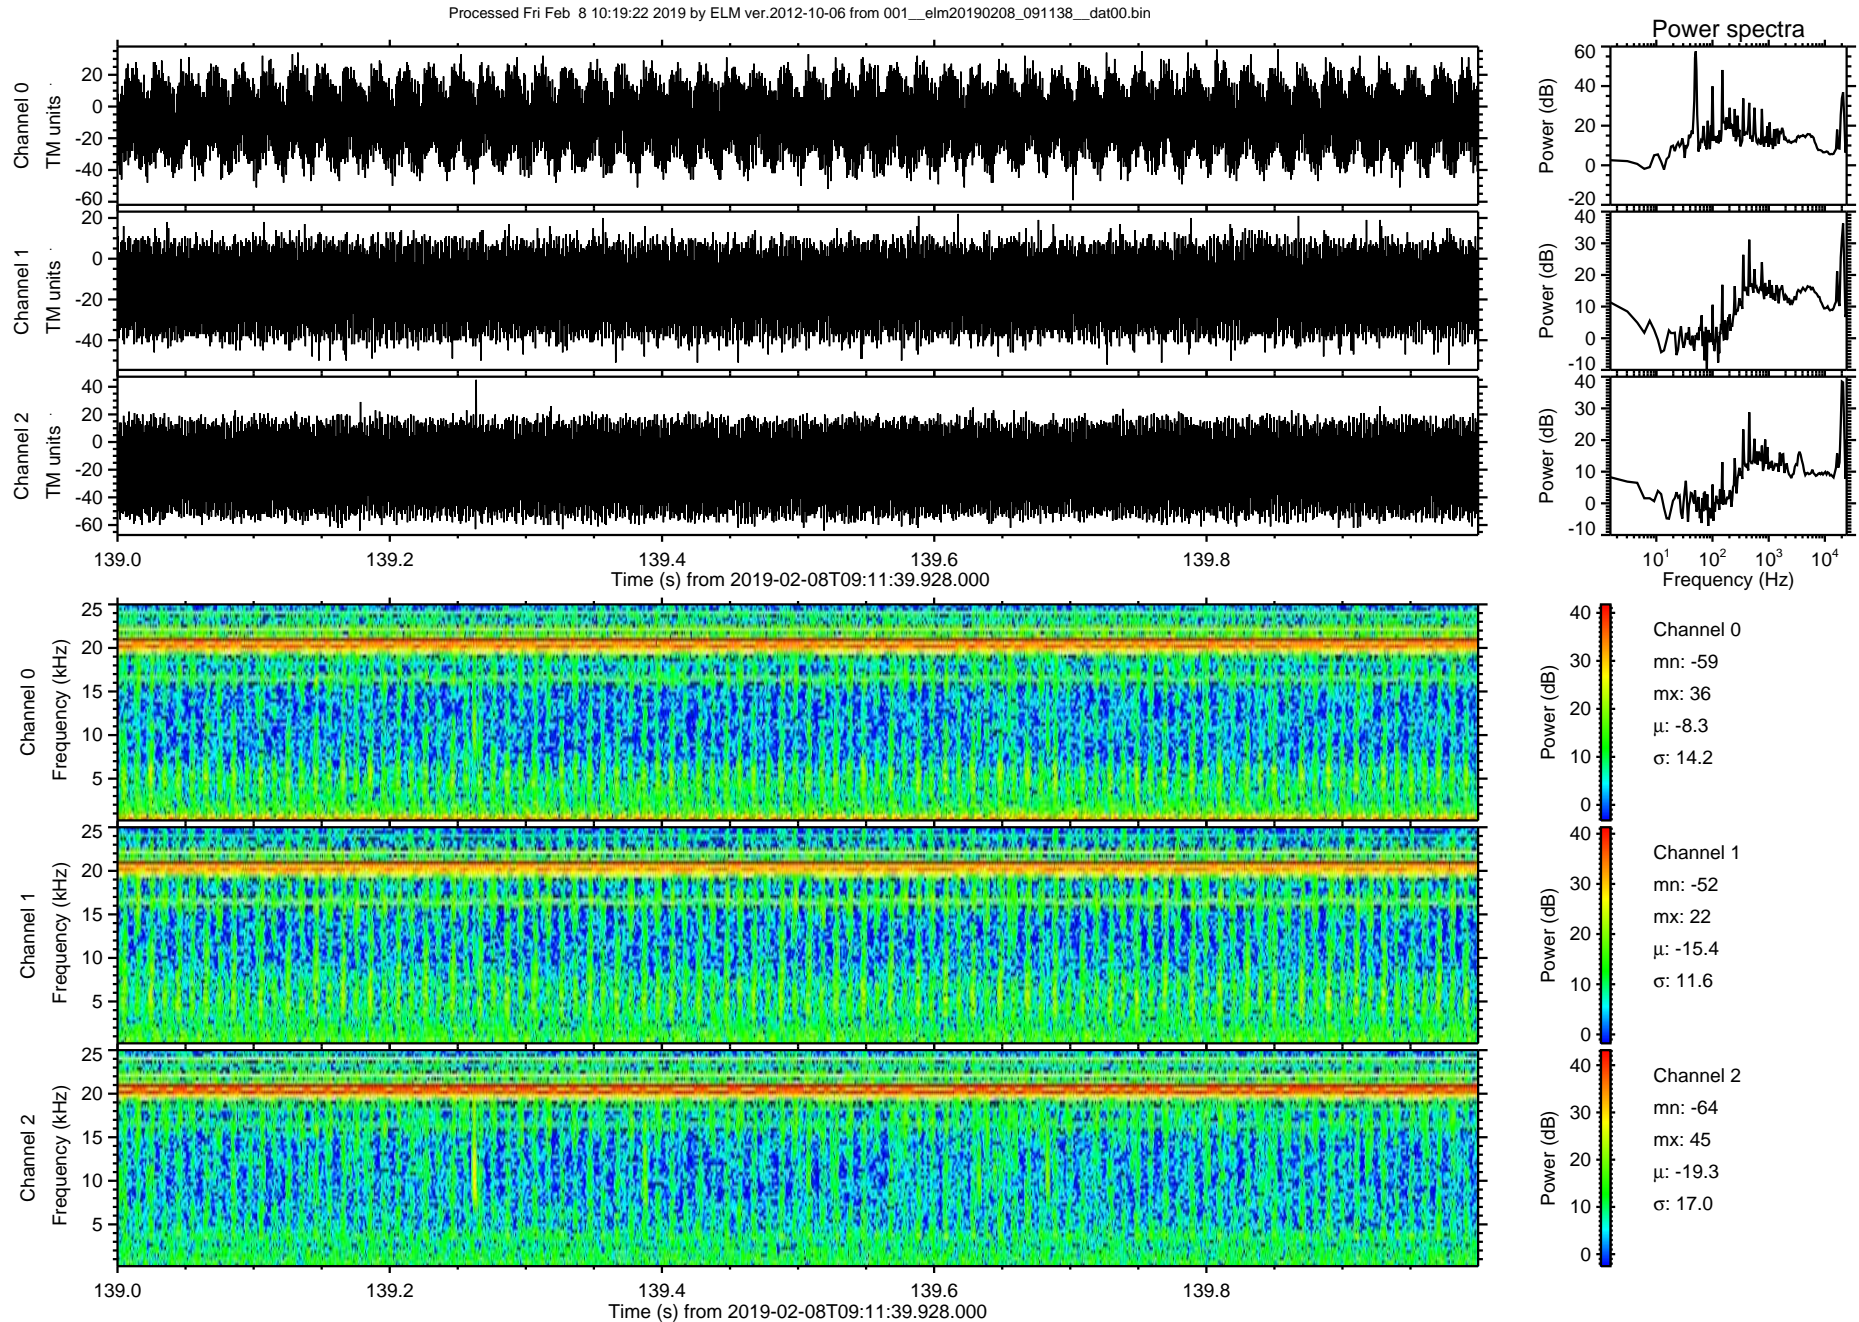 Processed Fri Feb  8 10:19:22 2019 by ELM ver.2012-10-06 from 001__elm20190208_091138__dat00.bin
Power spectra
Channel 0
TM units
20
0
-20
-40
-60
Power (dB)
60
40
20
0
-20
Channel 1
TM units
20
0
-20
-40
Power (dB)
40
30
20
10
0
-10
Channel 2
TM units
40
20
0
-20
-40
-60
Power (dB)
40
30
20
10
0
-10
139.0 139.2 139.4 139.6 139.8
Time (s) from 2019-02-08T09:11:39.928.000
10¹ 10² 10³ 10⁴
Frequency (Hz)
Channel 0
Frequency (kHz)
25
20
15
10
5
Power (dB)
40
30
20
10
0
Channel 0
mn: -59
mx: 36
μ: -8.3
σ: 14.2
Channel 1
Frequency (kHz)
25
20
15
10
5
Power (dB)
40
30
20
10
0
Channel 1
mn: -52
mx: 22
μ: -15.4
σ: 11.6
Channel 2
Frequency (kHz)
25
20
15
10
5
Power (dB)
40
30
20
10
0
Channel 2
mn: -64
mx: 45
μ: -19.3
σ: 17.0
139.0 139.2 139.4 139.6 139.8
Time (s) from 2019-02-08T09:11:39.928.000